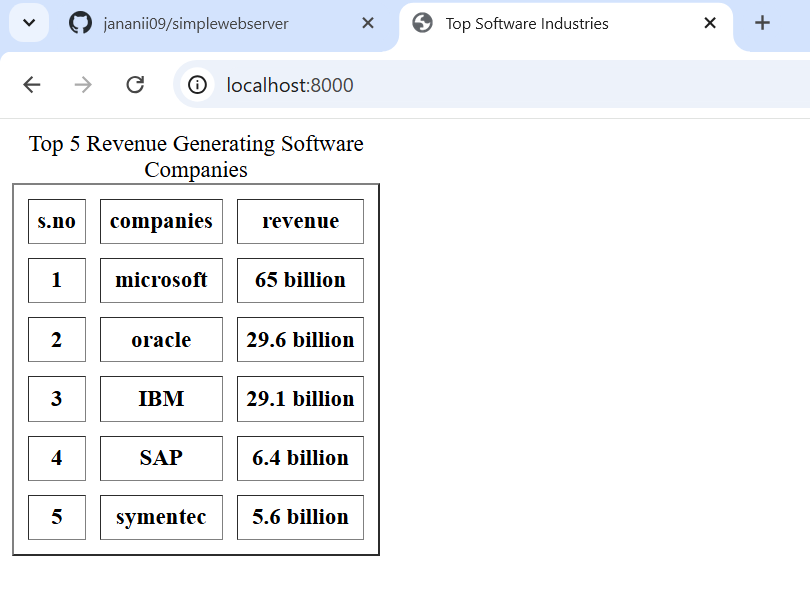 jananii09/simplewebserver
Top Software Industries
localhost:8000
Top 5 Revenue Generating Software
Companies
s.no companies revenue
1 microsoft 65 billion
2 oracle 29.6 billion
3 IBM 29.1 billion
4 SAP 6.4 billion
5 symentec 5.6 billion